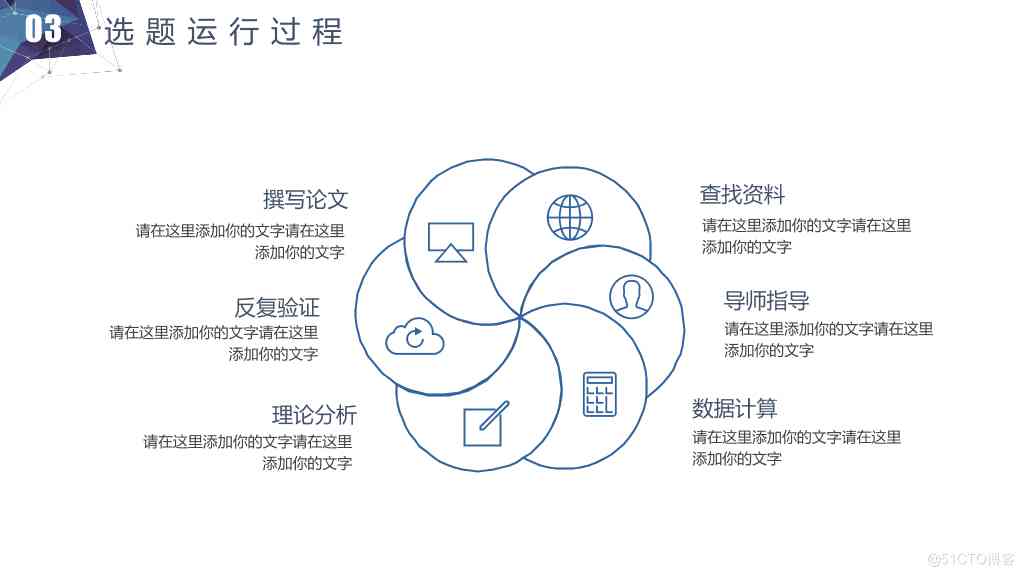 03
选题运行过程
撰写论文
请在这里添加你的文字请在这里
添加你的文字
反复验证
请在这里添加你的文字请在这里
添加你的文字
理论分析
请在这里添加你的文字请在这里
添加你的文字
查找资料
请在这里添加你的文字请在这里
添加你的文字
导师指导
请在这里添加你的文字请在这里
添加你的文字
数据计算
请在这里添加你的文字请在这里
添加你的文字
@51CTO博客